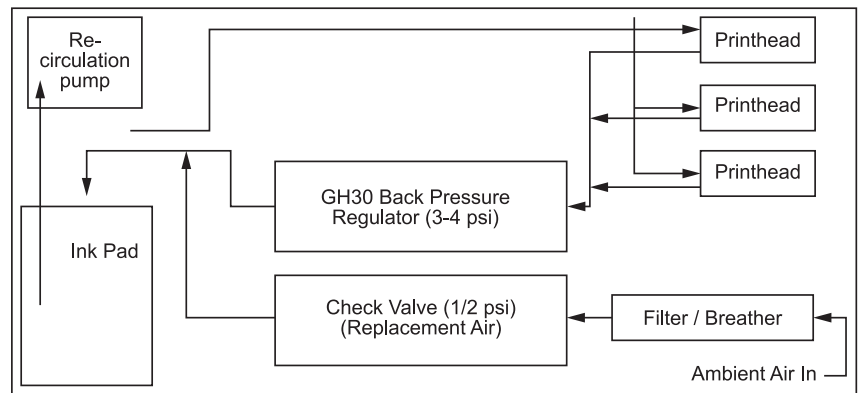 Re-
circulation
pump
Printhead
Printhead
Printhead
GH30 Back Pressure
Regulator (3-4 psi)
Ink Pad
Check Valve (1/2 psi)
(Replacement Air)
Filter / Breather
Ambient Air In